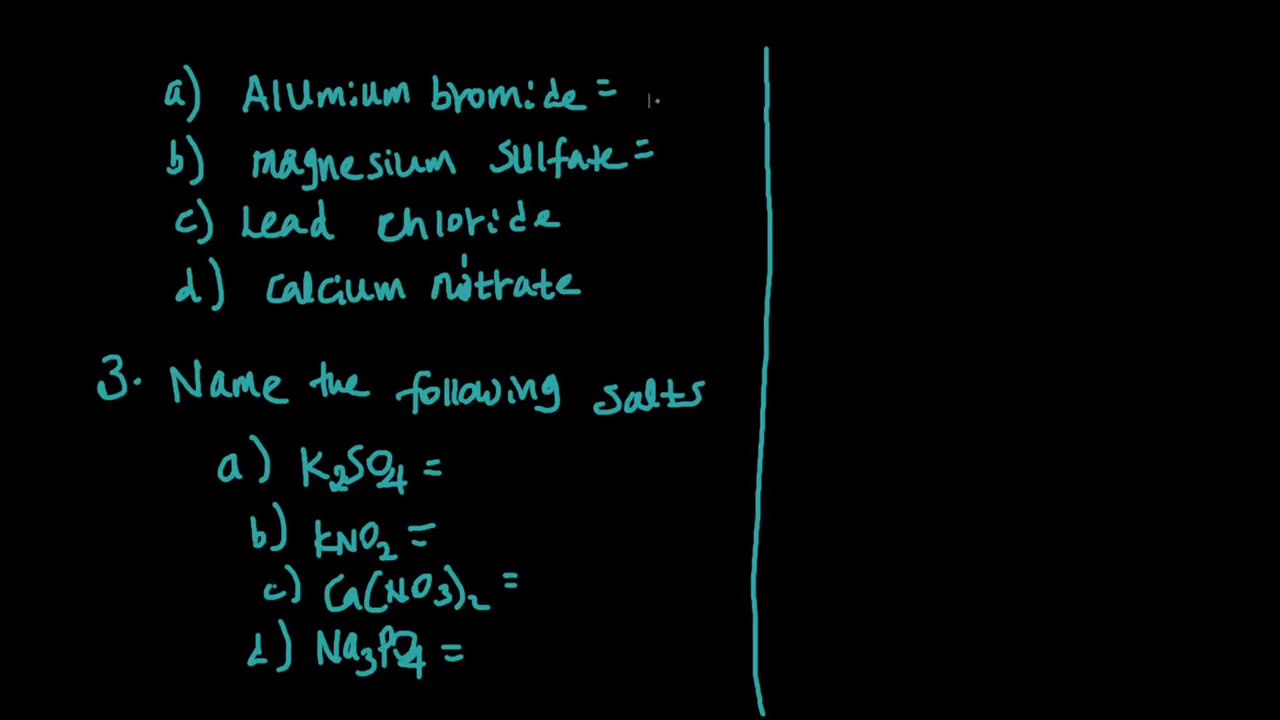 a) Alumium bromide =
b) magnesium sulfate =
c) Lead chloride
d) calcium nitrate
3. Name the following salts
a) K₂SO₄ =
b) KNO₂ =
c) Ca(NO₃)₂ =
d) Na₃PO₄ =